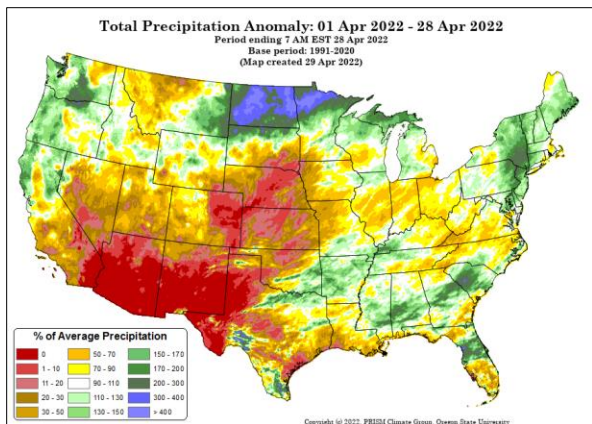 Total Precipitation Anomaly: 01 Apr 2022 - 28 Apr 2022
Period ending 7 AM EST 28 Apr 2022
Base period: 1991-2020
(Map created 29 Apr 2022)
% of Average Precipitation
0
50 - 70
150 - 170
1 - 10
70 - 90
170 - 200
11 - 20
90 - 110
200 - 300
20 - 30
110 - 130
300 - 400
30 - 50
130 - 150
> 400
Copyright (c) 2022, PRISM Climate Group, Oregon State University